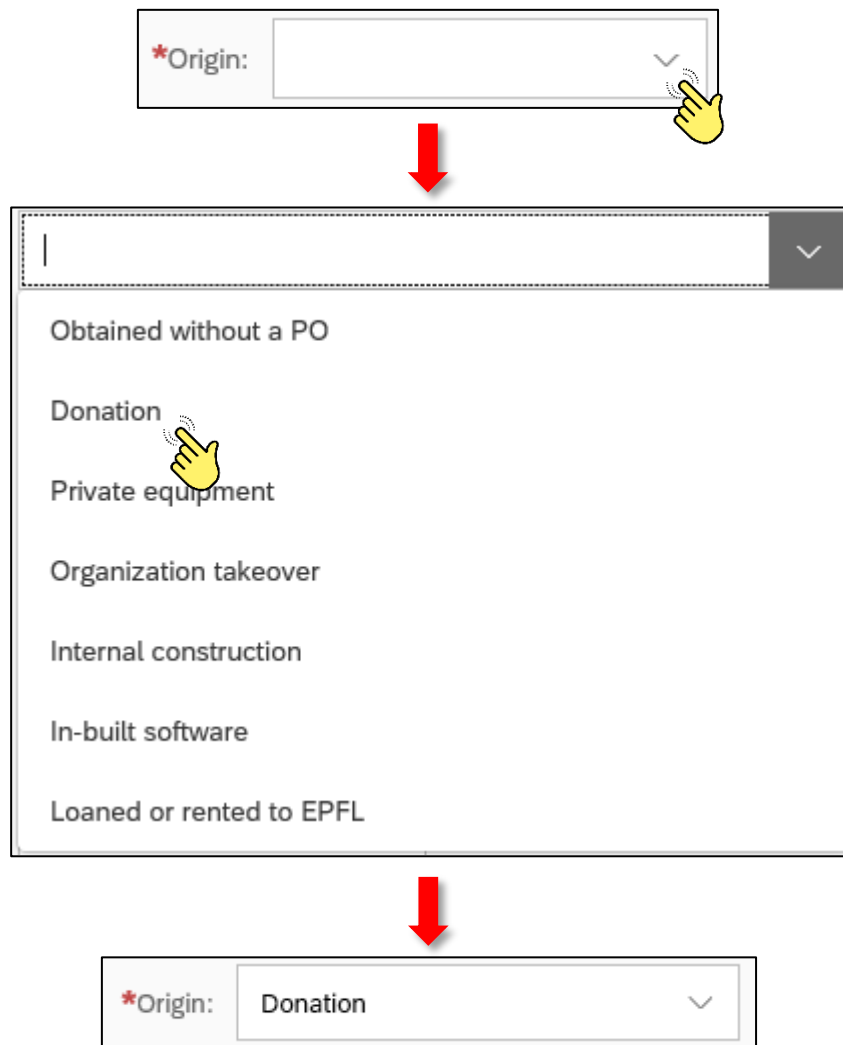 *Origin:
Obtained without a PO
Donation
Private equipment
Organization takeover
Internal construction
In-built software
Loaned or rented to EPFL
*Origin: Donation